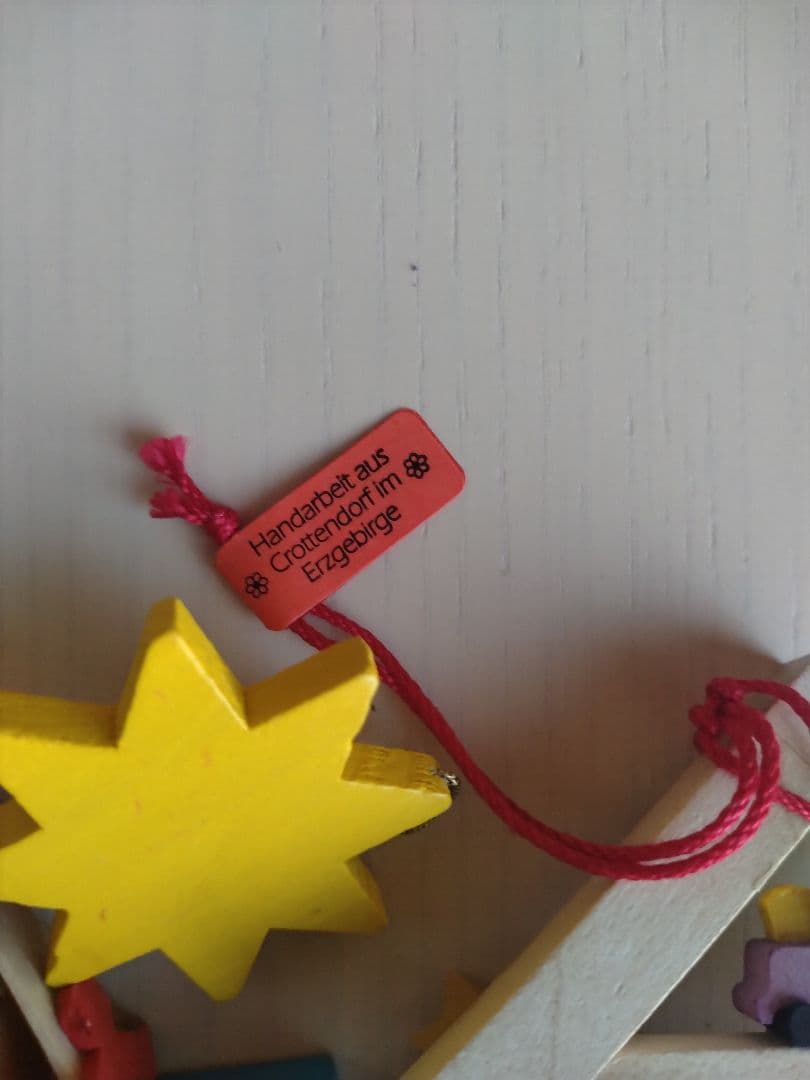 Handarbeit aus
Crottendorf im
Erzgebirge